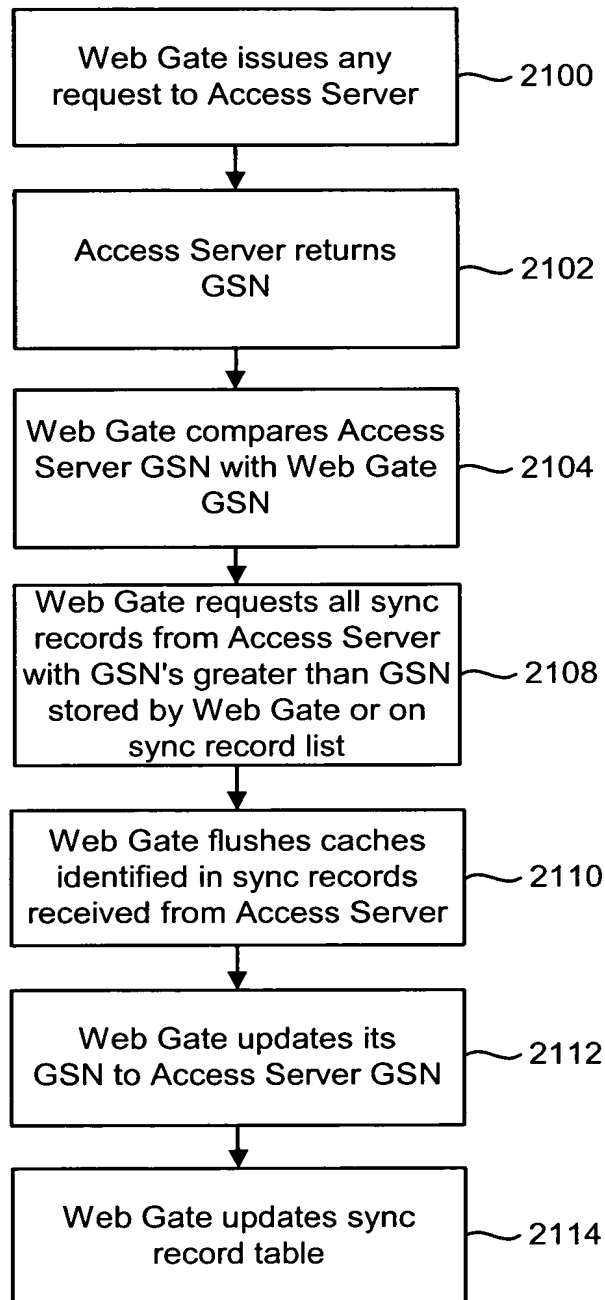 Web Gate issues any
request to Access Server
2100
Access Server returns
GSN
2102
Web Gate compares Access
Server GSN with Web Gate
GSN
2104
Web Gate requests all sync
records from Access Server
with GSN's greater than GSN
stored by Web Gate or on
sync record list
2108
Web Gate flushes caches
identified in sync records
received from Access Server
2110
Web Gate updates its
GSN to Access Server GSN
2112
Web Gate updates sync
record table
2114